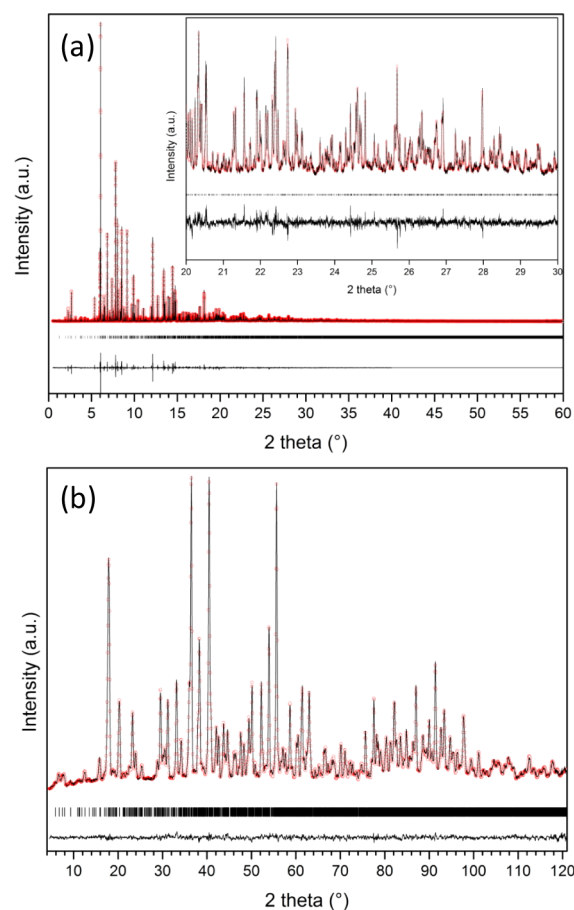 (a)
Intensity (a.u.)
Intensity (a.u.)
20 21 22 23 24 25 26 27 28 29 30
2 theta (°)
0 5 10 15 20 25 30 35 40 45 50 55 60
2 theta (°)
(b)
Intensity (a.u.)
10 20 30 40 50 60 70 80 90 100 110 120
2 theta (°)